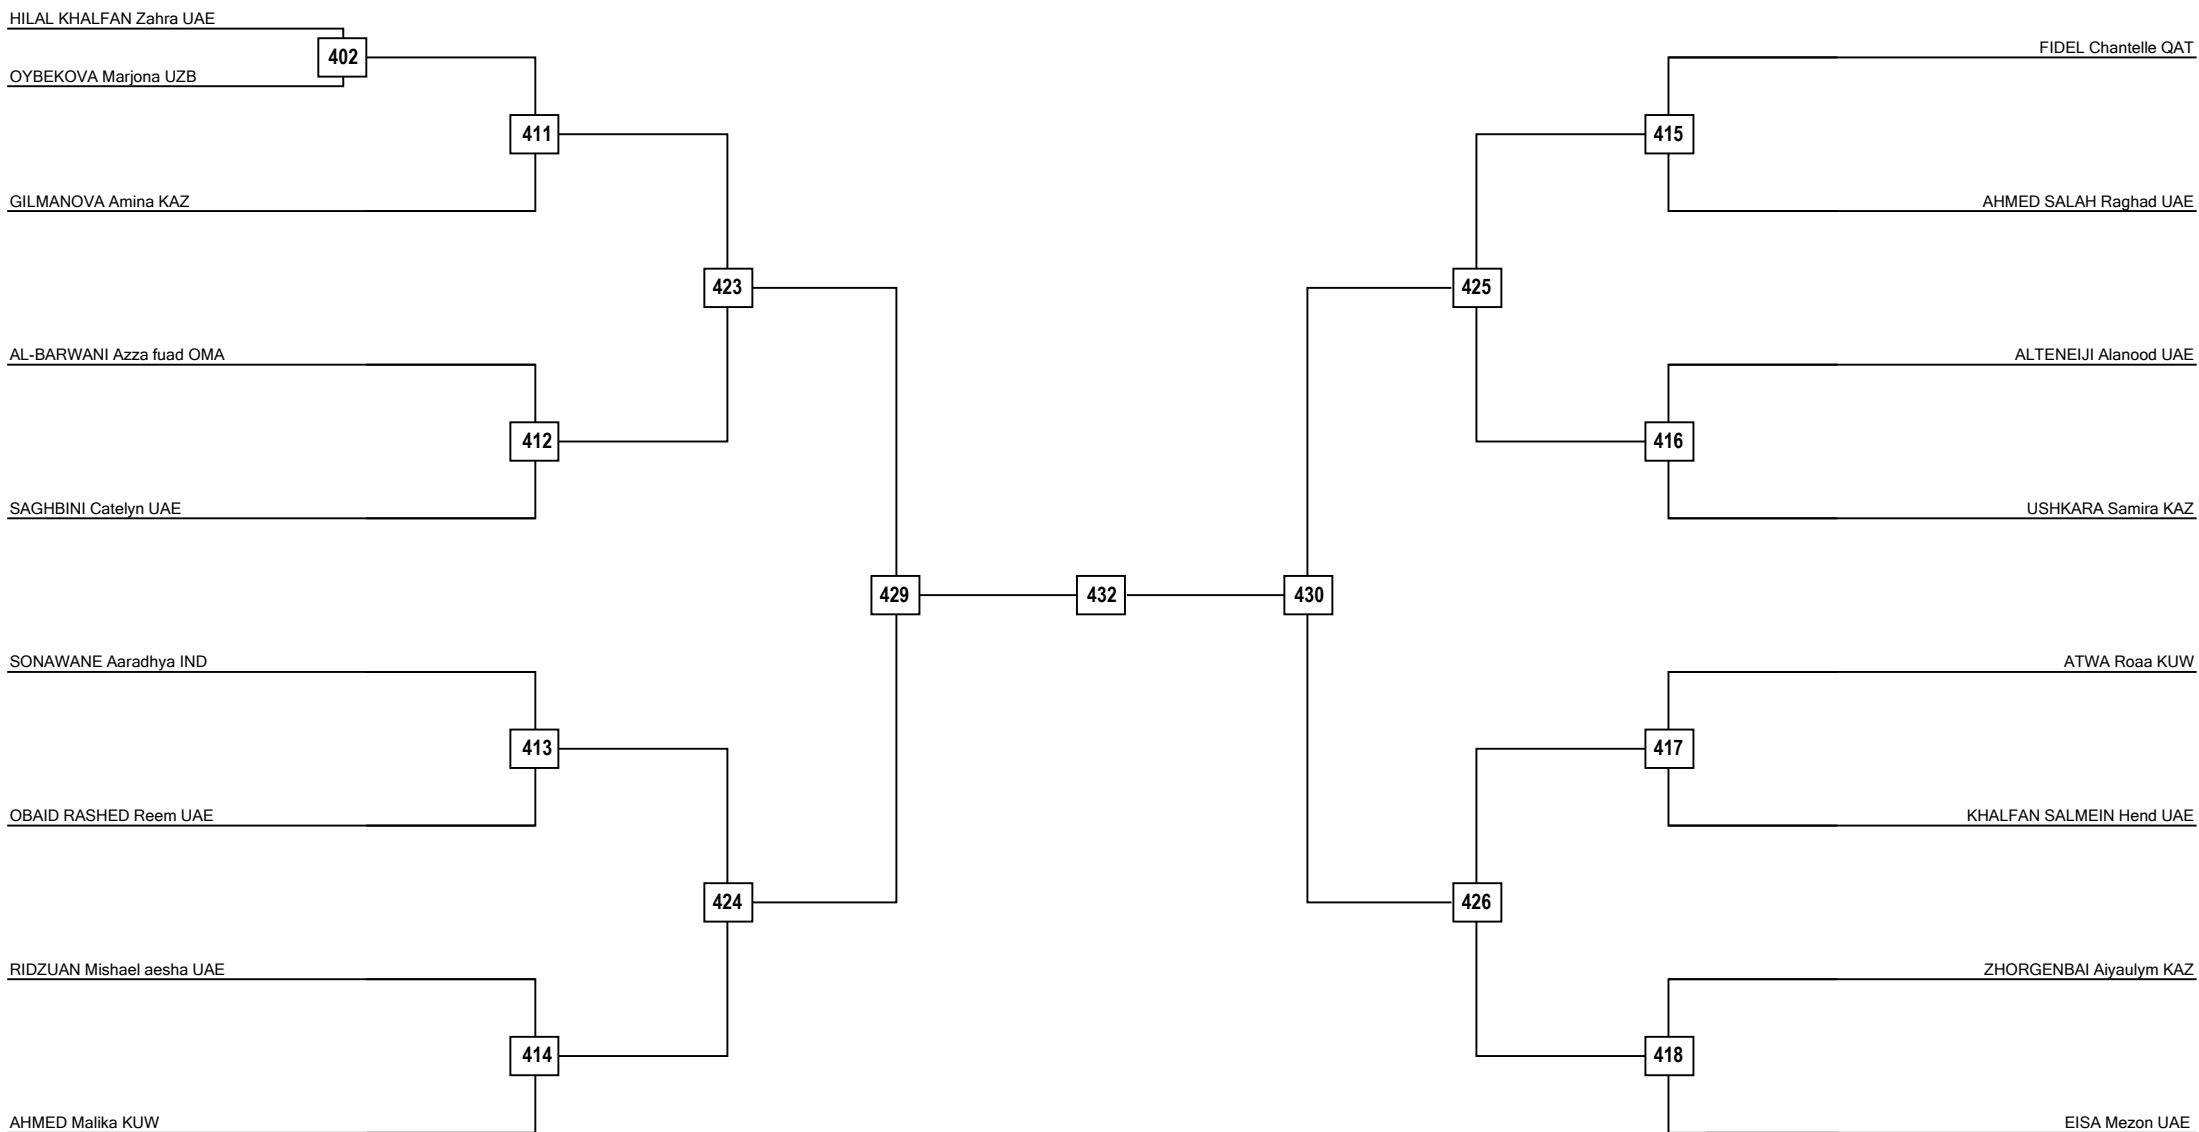 HILAL KHALFAN Zahra UAE
402
OYBEKOVA Marjona UZB
411
GILMANOVA Amina KAZ
423
AL-BARWANI Azza fuad OMA
412
SAGHBINI Catelyn UAE
429
SONAWANE Aaradhya IND
413
OBAID RASHED Reem UAE
424
RIDZUAN Mishael aesha UAE
414
AHMED Malika KUW
432
FIDEL Chantelle QAT
415
AHMED SALAH Raghad UAE
425
ALTENEIJI Alanood UAE
416
USHKARA Samira KAZ
430
ATWA Roaa KUW
417
KHALFAN SALMEIN Hend UAE
426
ZHORGENBAI Aiyaulym KAZ
418
EISA Mezon UAE